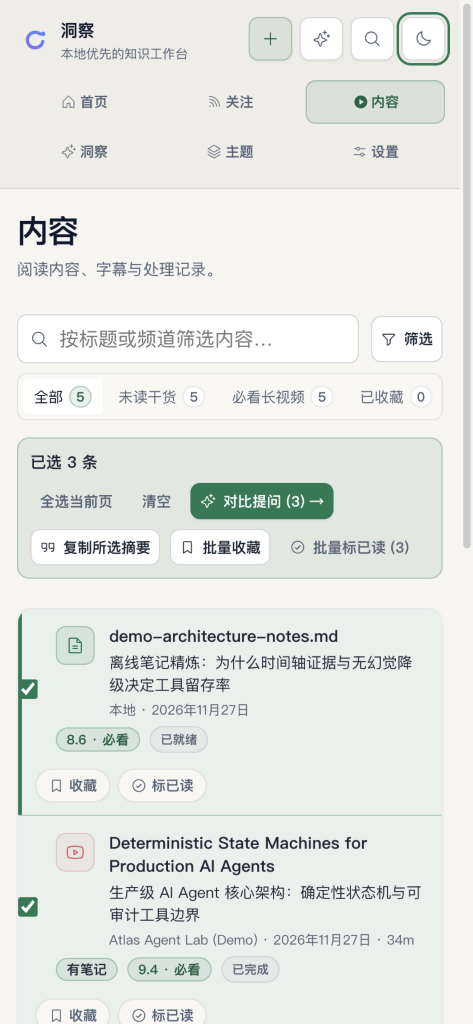 洞察
本地优先的知识工作台
首页
关注
内容
洞察
主题
设置
内容
阅读内容、字幕与处理记录。
按标题或频道筛选内容…
筛选
全部 5
未读干货 5
必看长视频 5
已收藏 0
已选 3 条
全选当前页
清空
对比提问 (3) →
复制所选摘要
批量收藏
批量标已读 (3)
demo-architecture-notes.md
离线笔记精炼：为什么时间轴证据与无幻觉降
级决定工具留存率
本地 · 2026年11月27日
8.6 · 必看
已就绪
收藏
标已读
Deterministic State Machines for
Production AI Agents
生产级 AI Agent 核心架构：确定性状态机与可
审计工具边界
Atlas Agent Lab (Demo) · 2026年11月27日 · 34m
有笔记
9.4 · 必看
已完成
收藏
标已读